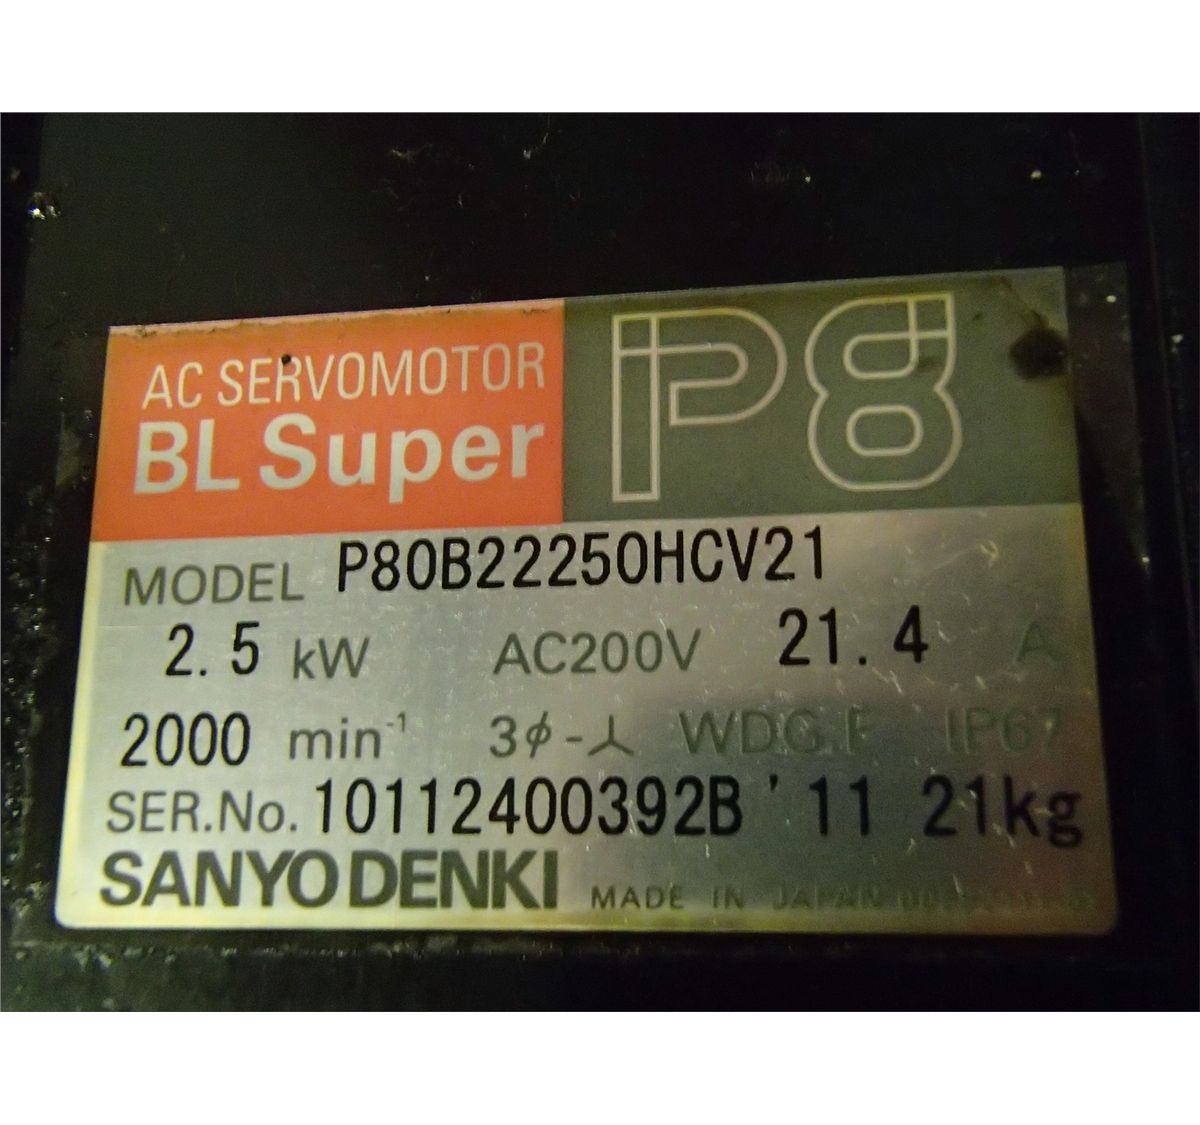 AC SERVOMOTOR
BL Super
P8
MODEL P80B22250HCV21
2.5 kW AC200V 21.4 A
2000 min⁻¹ 3ϕ-⅄ WDG.F IP67
SER.No. 10112400392B '11 21kg
SANYO DENKI MADE IN JAPAN